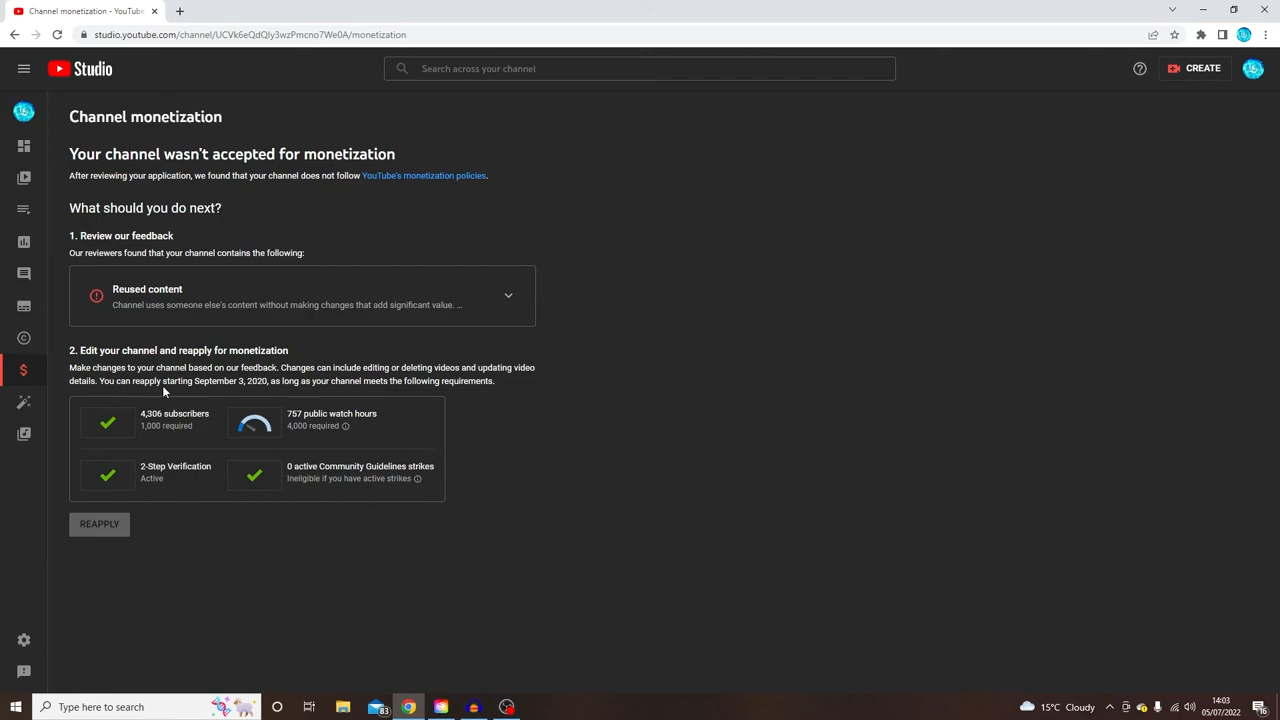 Channel monetization - YouTube
studio.youtube.com/channel/UCVk6eQdQIy3wzPmcno7We0A/monetization
Studio
Search across your channel
CREATE
Channel monetization
Your channel wasn't accepted for monetization
After reviewing your application, we found that your channel does not follow YouTube's monetization policies.
What should you do next?
1. Review our feedback
Our reviewers found that your channel contains the following:
Reused content
Channel uses someone else's content without making changes that add significant value. ...
2. Edit your channel and reapply for monetization
Make changes to your channel based on our feedback. Changes can include editing or deleting videos and updating video
details. You can reapply starting September 3, 2020, as long as your channel meets the following requirements.
4,306 subscribers
1,000 required
757 public watch hours
4,000 required
2-Step Verification
Active
0 active Community Guidelines strikes
Ineligible if you have active strikes
REAPPLY
Type here to search
83
15°C Cloudy
14:03
05/07/2022
16